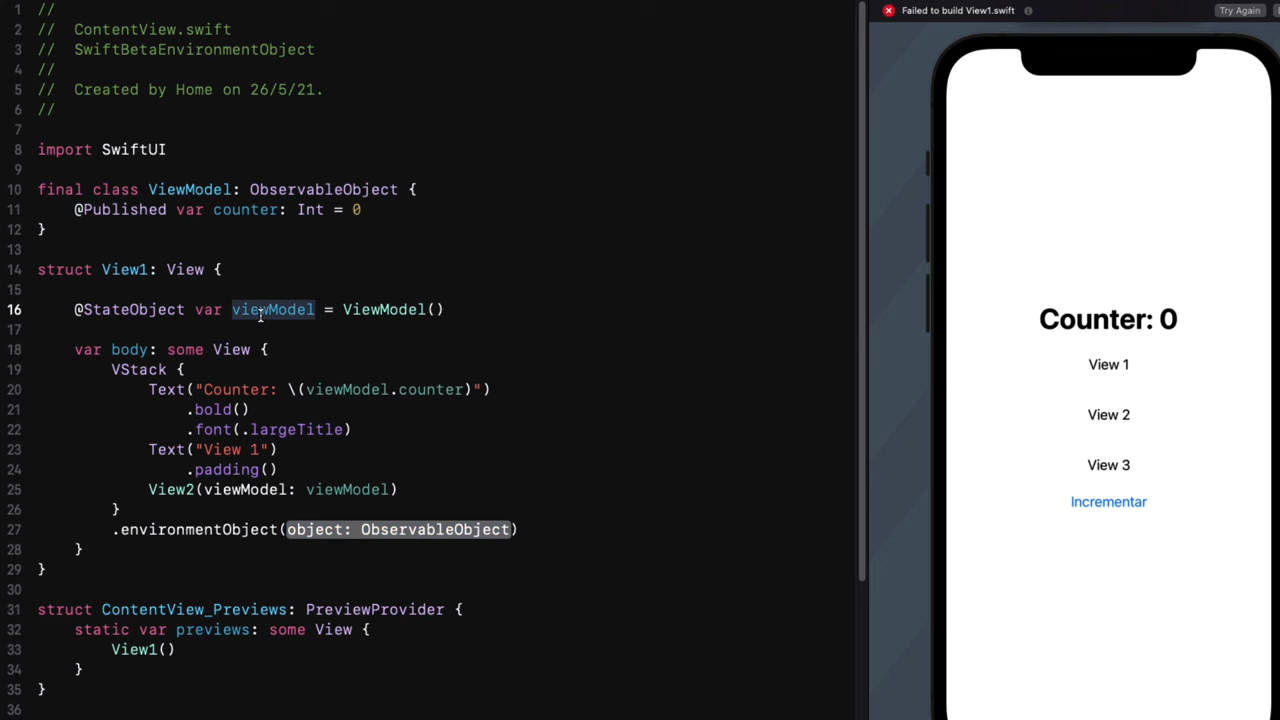 1 //
2 // ContentView.swift
3 // SwiftBetaEnvironmentObject
4 //
5 // Created by Home on 26/5/21.
6 //
7
8 import SwiftUI
9
10 final class ViewModel: ObservableObject {
11 @Published var counter: Int = 0
12 }
13
14 struct View1: View {
15
16 @StateObject var viewModel = ViewModel()
17
18 var body: some View {
19 VStack {
20 Text("Counter: \(viewModel.counter)")
21 .bold()
22 .font(.largeTitle)
23 Text("View 1")
24 .padding()
25 View2(viewModel: viewModel)
26 }
27 .environmentObject(object: ObservableObject)
28 }
29 }
30
31 struct ContentView_Previews: PreviewProvider {
32 static var previews: some View {
33 View1()
34 }
35 }
36
Failed to build View1.swift
Try Again
Counter: 0
View 1
View 2
View 3
Incrementar